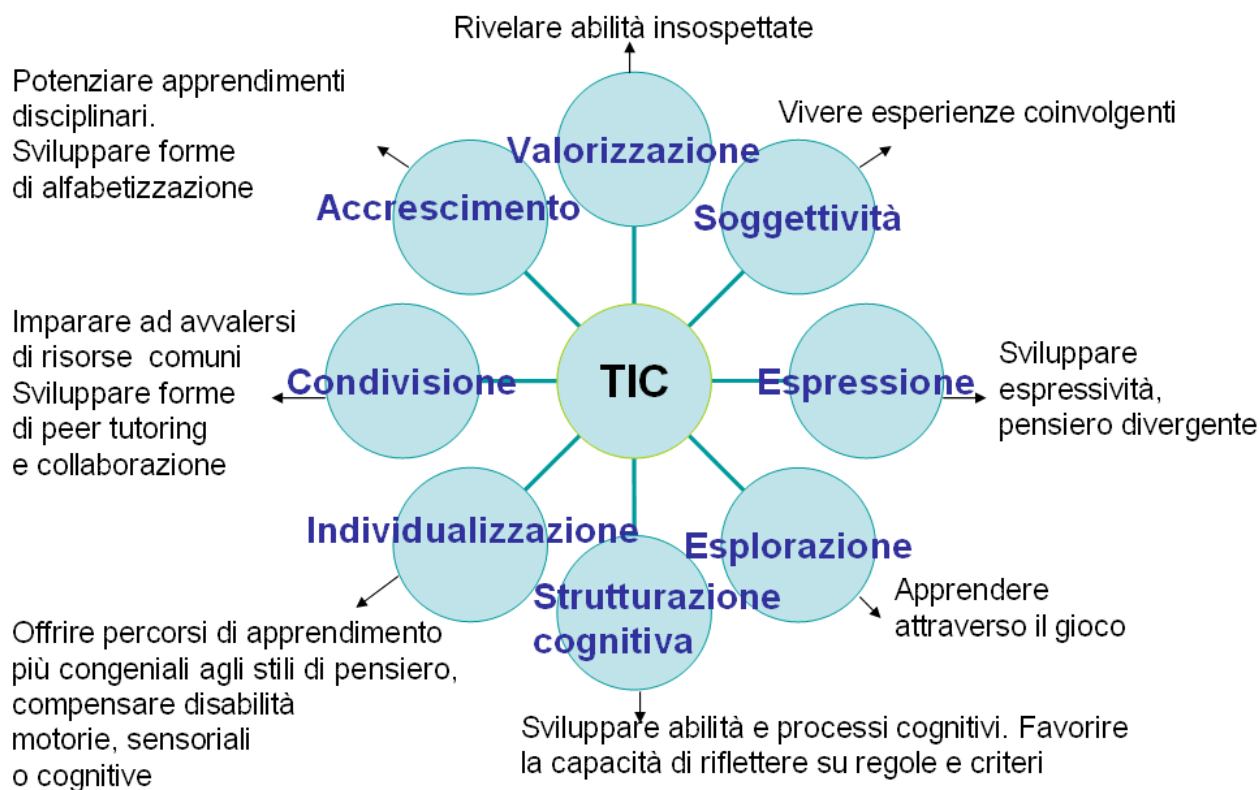 Rivelare abilità insospettate
Potenziare apprendimenti
disciplinari.
Sviluppare forme
di alfabetizzazione
Vivere esperienze coinvolgenti
Valorizzazione
Accrescimento
Soggettività
Imparare ad avvalersi
di risorse comuni
Sviluppare forme
di peer tutoring
e collaborazione
Condivisione
TIC
Espressione
Sviluppare
espressività,
pensiero divergente
Individualizzazione
Esplorazione
Strutturazione
cognitiva
Apprendere
attraverso il gioco
Offrire percorsi di apprendimento
più congeniali agli stili di pensiero,
compensare disabilità
motorie, sensoriali
o cognitive
Sviluppare abilità e processi cognitivi. Favorire
la capacità di riflettere su regole e criteri